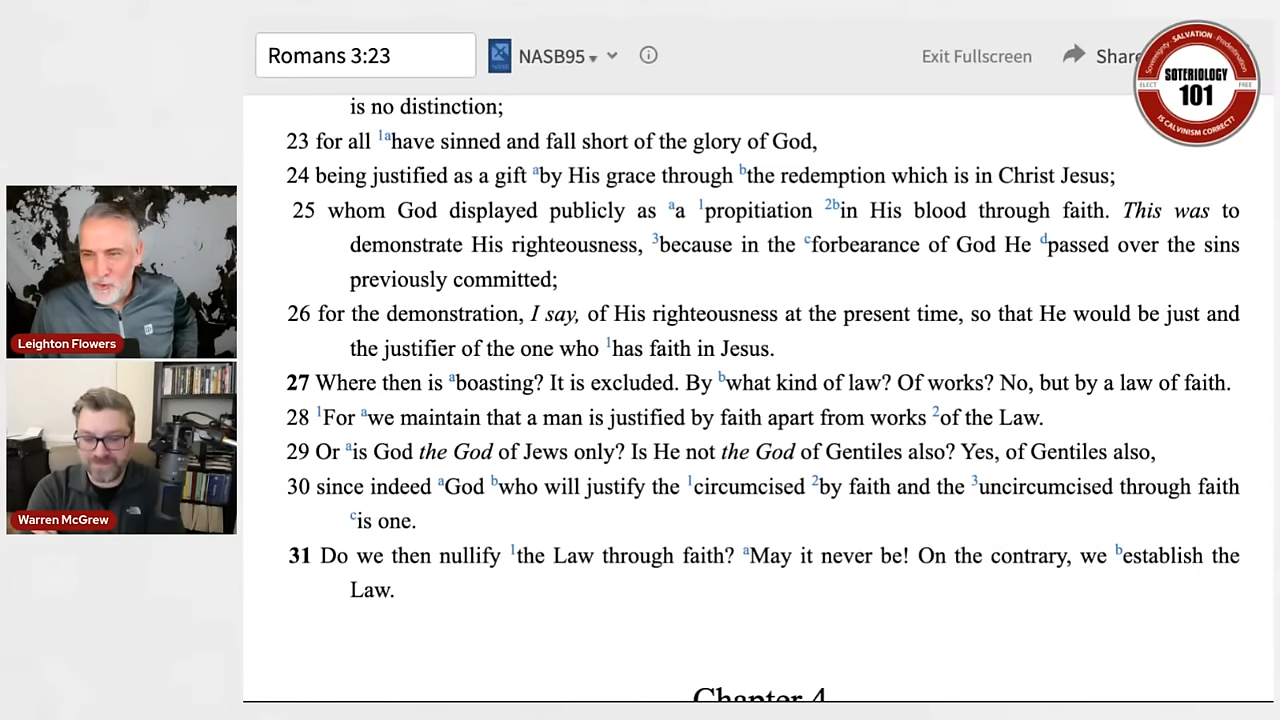 Romans 3:23
NASB95
Exit Fullscreen
Share
SALVATION
Sovereignty
Predestination
ELECT
SOTERIOLOGY
FREE
101
IS CALVINISM CORRECT?
is no distinction;
23 for all 1ahave sinned and fall short of the glory of God,
24 being justified as a gift aby His grace through bthe redemption which is in Christ Jesus;
25 whom God displayed publicly as aa 1propitiation 2bin His blood through faith. This was to
demonstrate His righteousness, 3because in the cforbearance of God He dpassed over the sins
previously committed;
26 for the demonstration, I say, of His righteousness at the present time, so that He would be just and
the justifier of the one who 1has faith in Jesus.
27 Where then is aboasting? It is excluded. By bwhat kind of law? Of works? No, but by a law of faith.
28 1For awe maintain that a man is justified by faith apart from works 2of the Law.
29 Or ais God the God of Jews only? Is He not the God of Gentiles also? Yes, of Gentiles also,
30 since indeed aGod bwho will justify the 1circumcised 2by faith and the 3uncircumcised through faith
cis one.
31 Do we then nullify 1the Law through faith? aMay it never be! On the contrary, we bestablish the
Law.
Chapter 4
Leighton Flowers
Warren McGrew